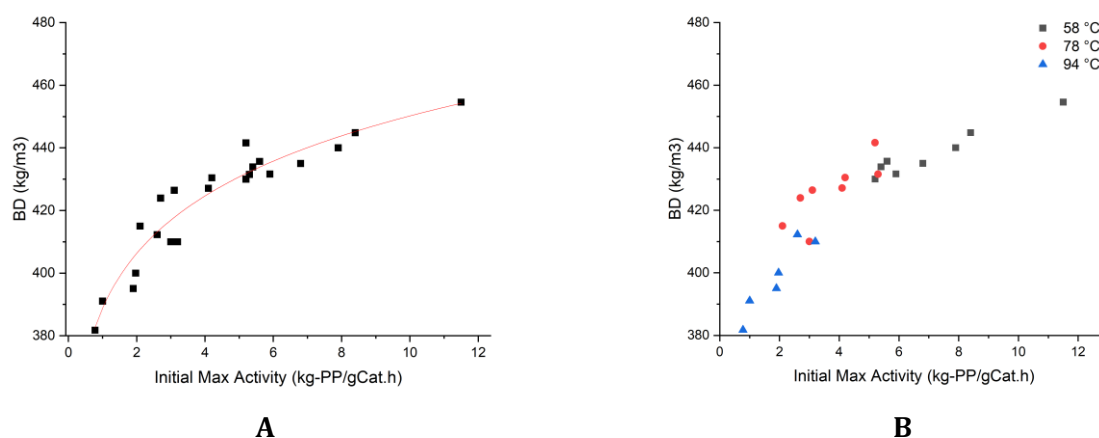 480
460
440
420
400
380
BD (kg/m3)
0 2 4 6 8 10 12
Initial Max Activity (kg-PP/gCat.h)
A
480
460
440
420
400
380
BD (kg/m3)
58 °C
78 °C
94 °C
0 2 4 6 8 10 12
Initial Max Activity (kg-PP/gCat.h)
B